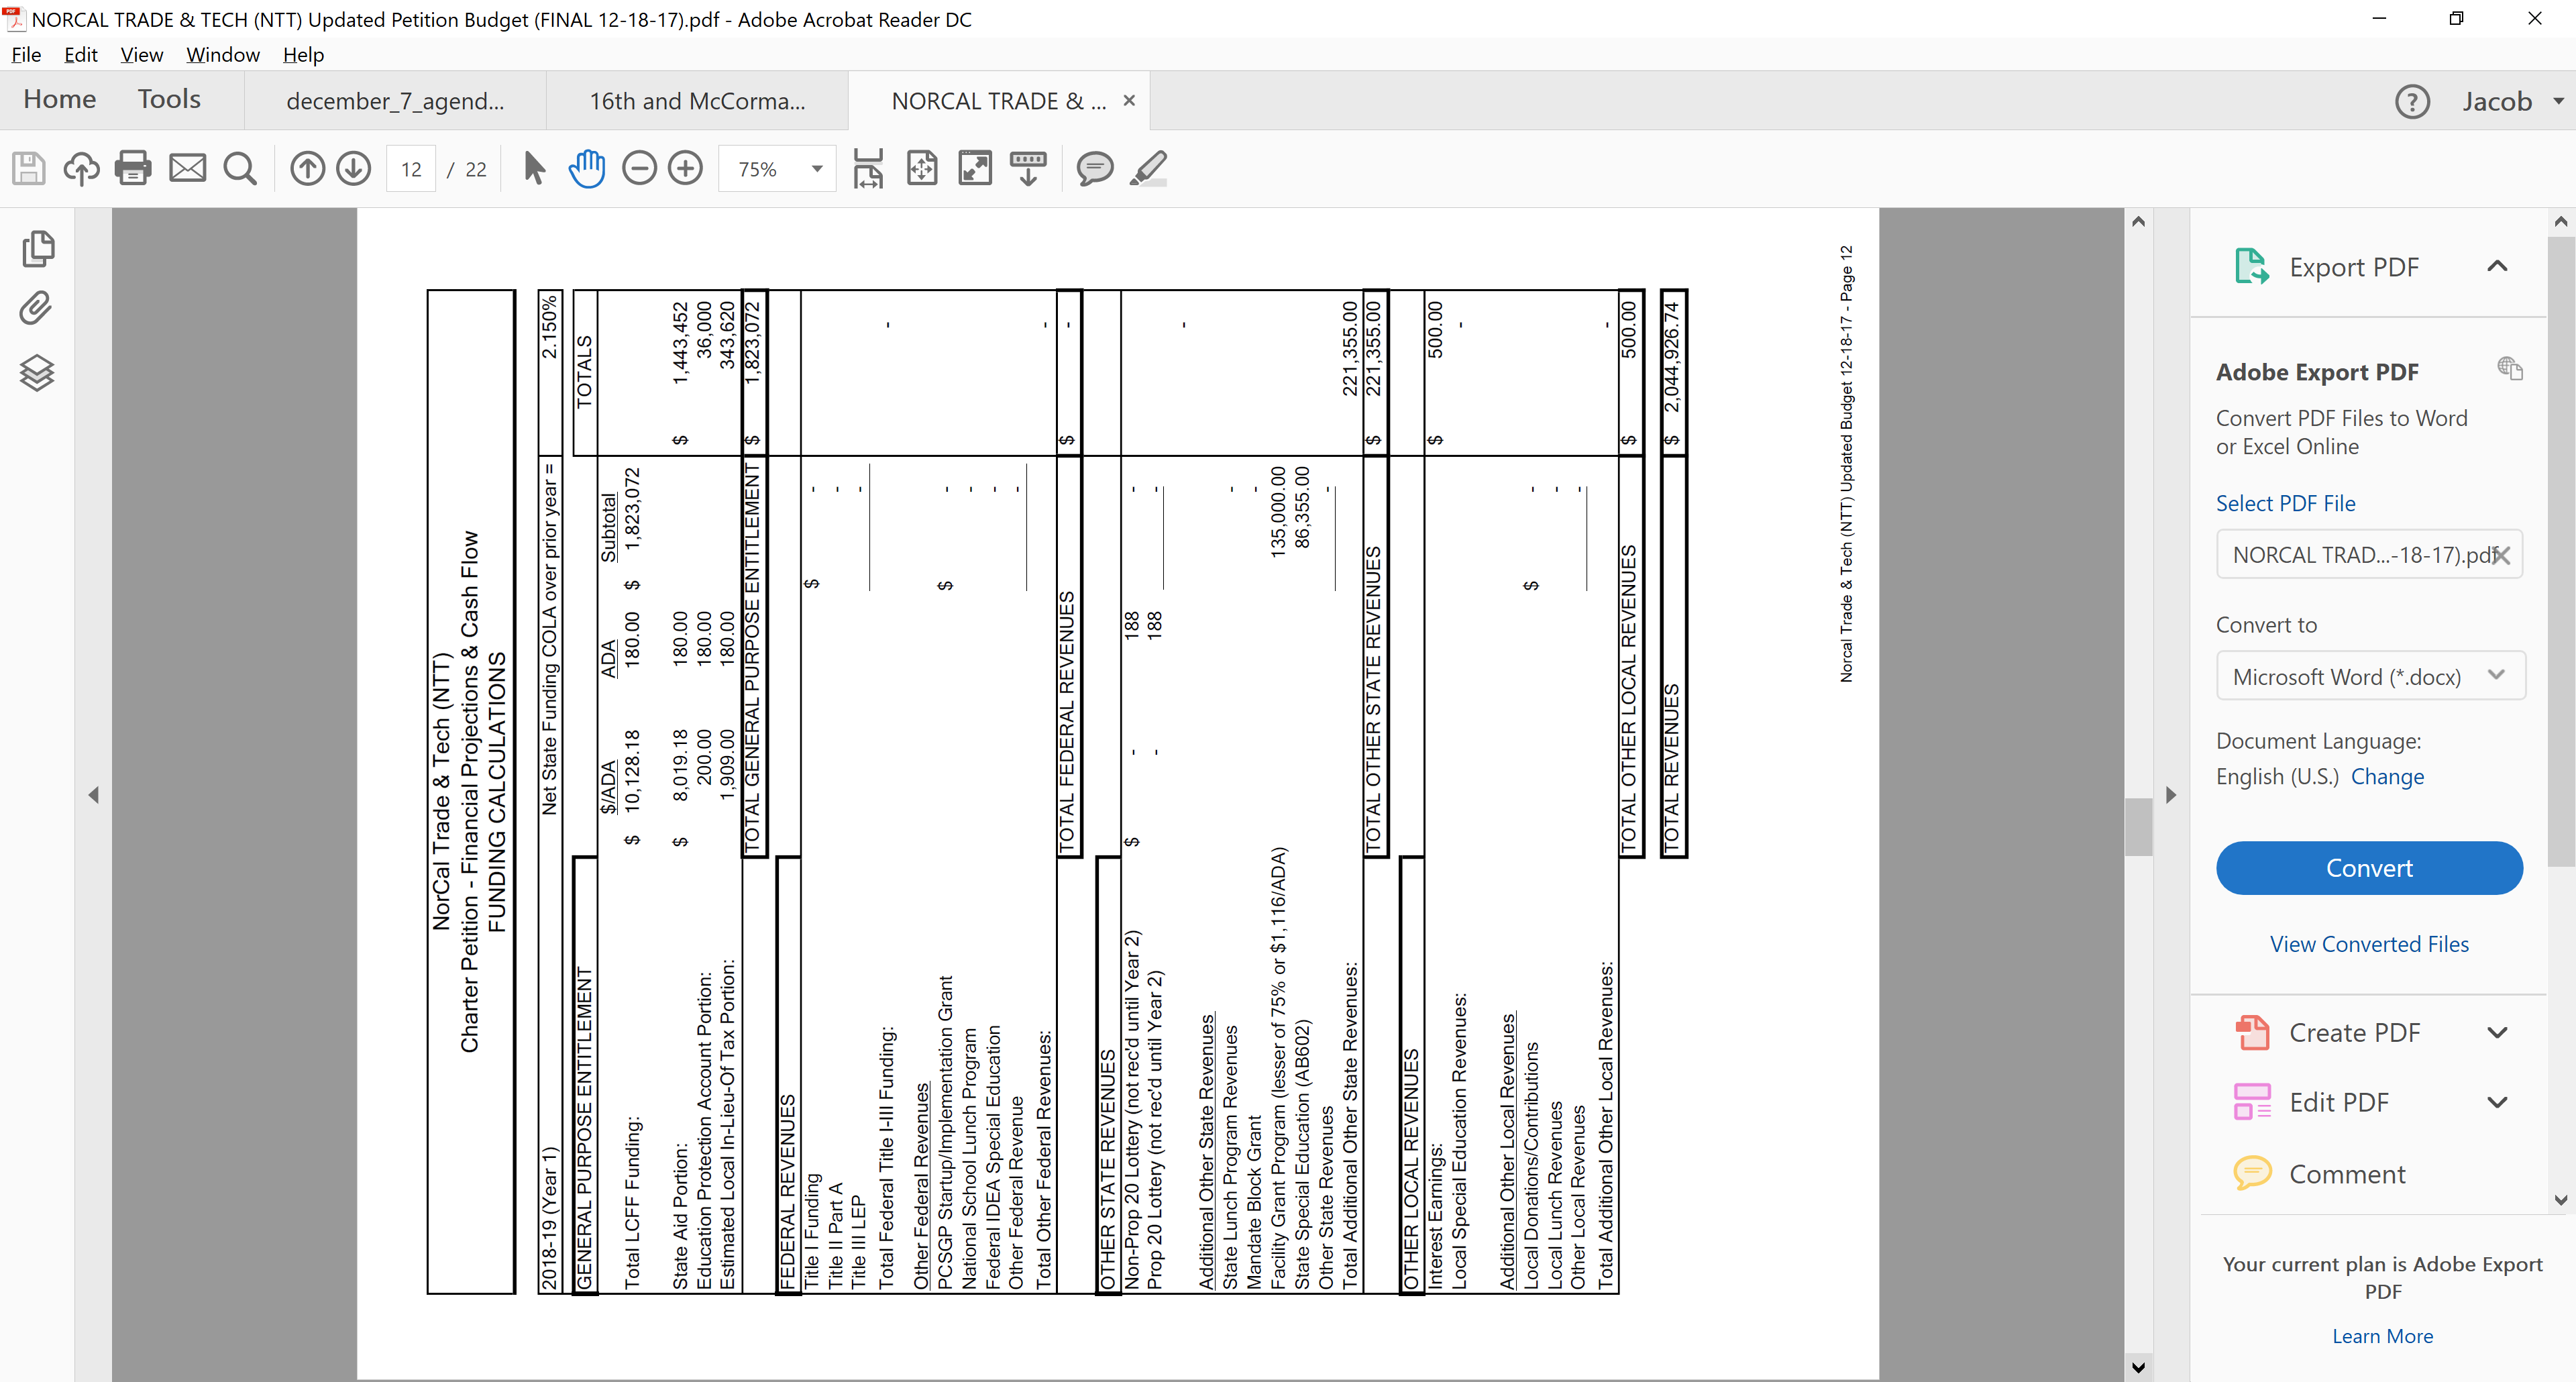 NORCAL TRADE & TECH (NTT) Updated Petition Budget (FINAL 12-18-17).pdf - Adobe Acrobat Reader DC
File Edit View Window Help
Home Tools december_7_agend... 16th and McCorma... NORCAL TRADE & ... × ? Jacob
12 / 22 75%
NorCal Trade & Tech (NTT)
Charter Petition - Financial Projections & Cash Flow
FUNDING CALCULATIONS
2018-19 (Year 1) Net State Funding COLA over prior year = 2.150%
GENERAL PURPOSE ENTITLEMENT TOTALS
$/ADA ADA Subtotal
Total LCFF Funding: $ 10,128.18 180.00 $ 1,823,072
State Aid Portion: $ 8,019.18 180.00 $ 1,443,452
Education Protection Account Portion: 200.00 180.00 36,000
Estimated Local In-Lieu-Of Tax Portion: 1,909.00 180.00 343,620
TOTAL GENERAL PURPOSE ENTITLEMENT $ 1,823,072
FEDERAL REVENUES
Title I Funding $ -
Title II Part A -
Title III LEP -
Total Federal Title I-III Funding: -
Other Federal Revenues
PCSGP Startup/Implementation Grant $ -
National School Lunch Program -
Federal IDEA Special Education -
Other Federal Revenue -
Total Other Federal Revenues: -
TOTAL FEDERAL REVENUES $ -
OTHER STATE REVENUES
Non-Prop 20 Lottery (not rec'd until Year 2) $ - 188 -
Prop 20 Lottery (not rec'd until Year 2) - 188 -
-
Additional Other State Revenues
State Lunch Program Revenues -
Mandate Block Grant -
Facility Grant Program (lesser of 75% or $1,116/ADA) 135,000.00
State Special Education (AB602) 86,355.00
Other State Revenues -
Total Additional Other State Revenues: 221,355.00
TOTAL OTHER STATE REVENUES $ 221,355.00
OTHER LOCAL REVENUES
Interest Earnings: $ 500.00
Local Special Education Revenues: -
Additional Other Local Revenues
Local Donations/Contributions $ -
Local Lunch Revenues -
Other Local Revenues -
Total Additional Other Local Revenues: -
TOTAL OTHER LOCAL REVENUES $ 500.00
TOTAL REVENUES $ 2,044,926.74
Norcal Trade & Tech (NTT) Updated Budget 12-18-17 - Page 12
Export PDF
Adobe Export PDF
Convert PDF Files to Word
or Excel Online
Select PDF File
NORCAL TRAD...-18-17).pdf
Convert to
Microsoft Word (*.docx)
Document Language:
English (U.S.) Change
Convert
View Converted Files
Create PDF
Edit PDF
Comment
Your current plan is Adobe Export
PDF
Learn More